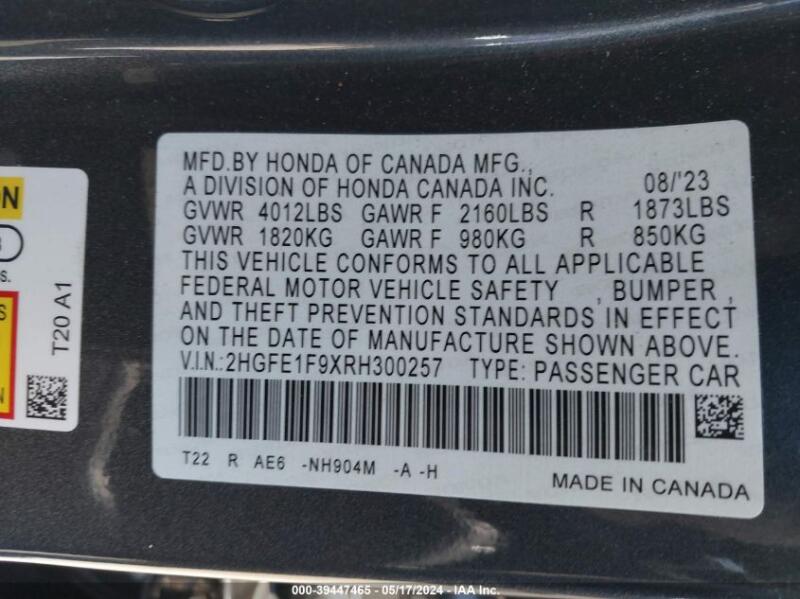 MFD.BY HONDA OF CANADA MFG.,
A DIVISION OF HONDA CANADA INC. 08/'23
GVWR 4012LBS GAWR F 2160LBS R 1873LBS
GVWR 1820KG GAWR F 980KG R 850KG
THIS VEHICLE CONFORMS TO ALL APPLICABLE
FEDERAL MOTOR VEHICLE SAFETY , BUMPER ,
AND THEFT PREVENTION STANDARDS IN EFFECT
ON THE DATE OF MANUFACTURE SHOWN ABOVE.
V.I.N.:2HGFE1F9XRH300257 TYPE: PASSENGER CAR
T22 R AE6 -NH904M -A -H
MADE IN CANADA
ON
S.
S
N
T20 A1
000-39447465 - 05/17/2024 - IAA Inc.